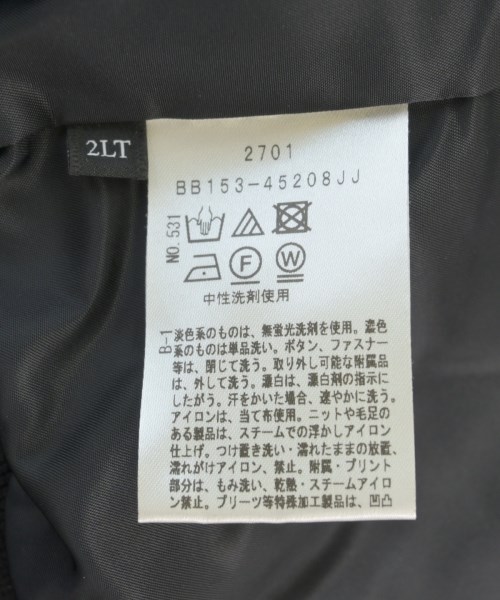 2LT
2701
BB153-45208JJ
NO.531
F
W
中性洗剤使用
B-1
淡色系のものは、無蛍光洗剤を使用。濃色
系のものは単品洗い。ボタン、ファスナー
等は、閉じて洗う。取り外し可能な附属品
は、外して洗う。漂白は、漂白剤の指示に
したがう。汗をかいた場合、速やかに洗う。
アイロンは、当て布使用。ニットや毛足の
ある製品は、スチームでの浮かしアイロン
仕上げ。つけ置き洗い・濡れたままの放置、
濡れがけアイロン、禁止。附属・プリント
部分は、もみ洗い、乾燥・スチームアイロ
ン禁止。プリーツ等特殊加工製品は、凹凸